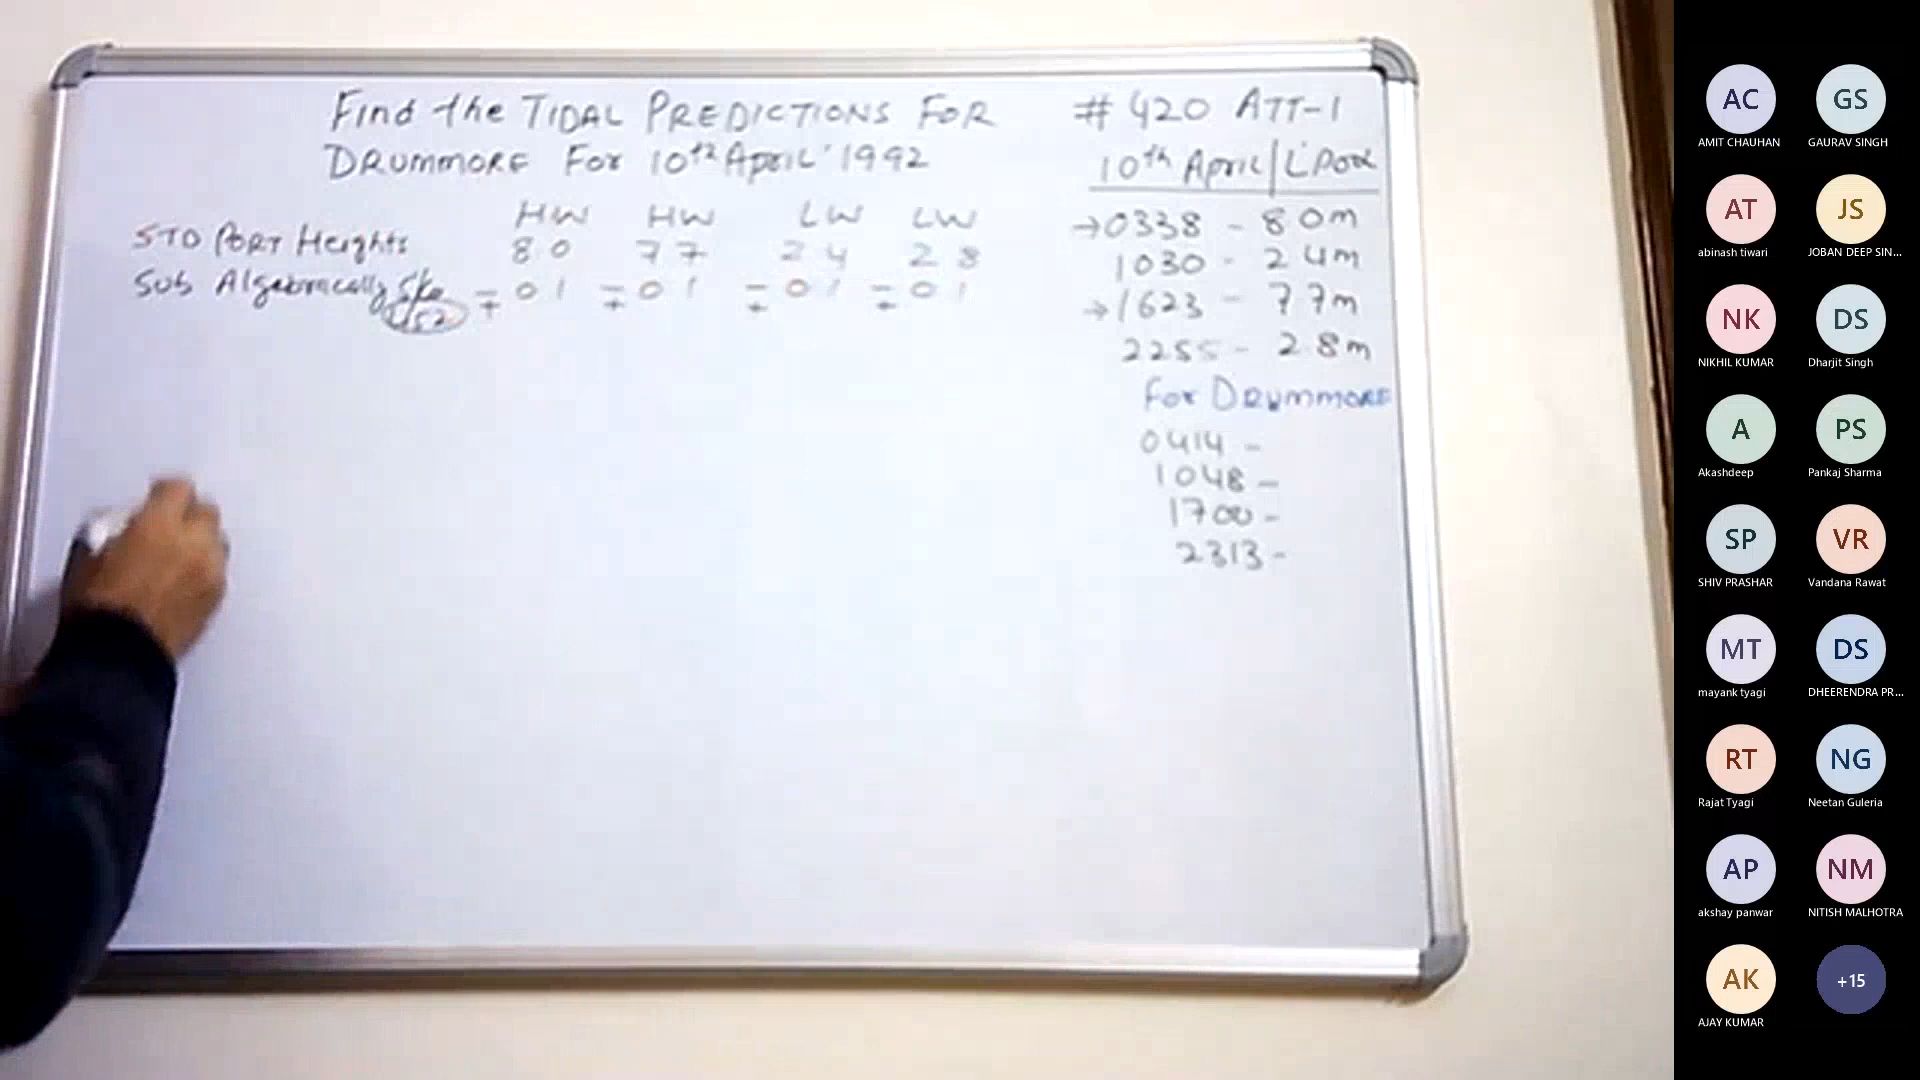 Find the TIDAL PREDICTIONS FOR
DRUMMORE For 10th April' 1992
HW HW LW LW
STD PORT Heights 8.0 7.7 2.4 2.8
Sub Algebrically S/c - 0.1 - 0.1 - 0.1 - 0.1
+ + + +
# 420 ATT-1
10th April/L'Pool
→0338 - 8.0m
1030 - 2.4m
→1623 - 7.7m
2255 - 2.8m
For DRUMMORE
0414 -
1048 -
1700 -
2313 -
AC
AMIT CHAUHAN
GS
GAURAV SINGH
AT
abinash tiwari
JS
JOBAN DEEP SIN...
NK
NIKHIL KUMAR
DS
Dharjit Singh
A
Akashdeep
PS
Pankaj Sharma
SP
SHIV PRASHAR
VR
Vandana Rawat
MT
mayank tyagi
DS
DHEERENDRA PR...
RT
Rajat Tyagi
NG
Neetan Guleria
AP
akshay panwar
NM
NITISH MALHOTRA
AK
AJAY KUMAR
+15